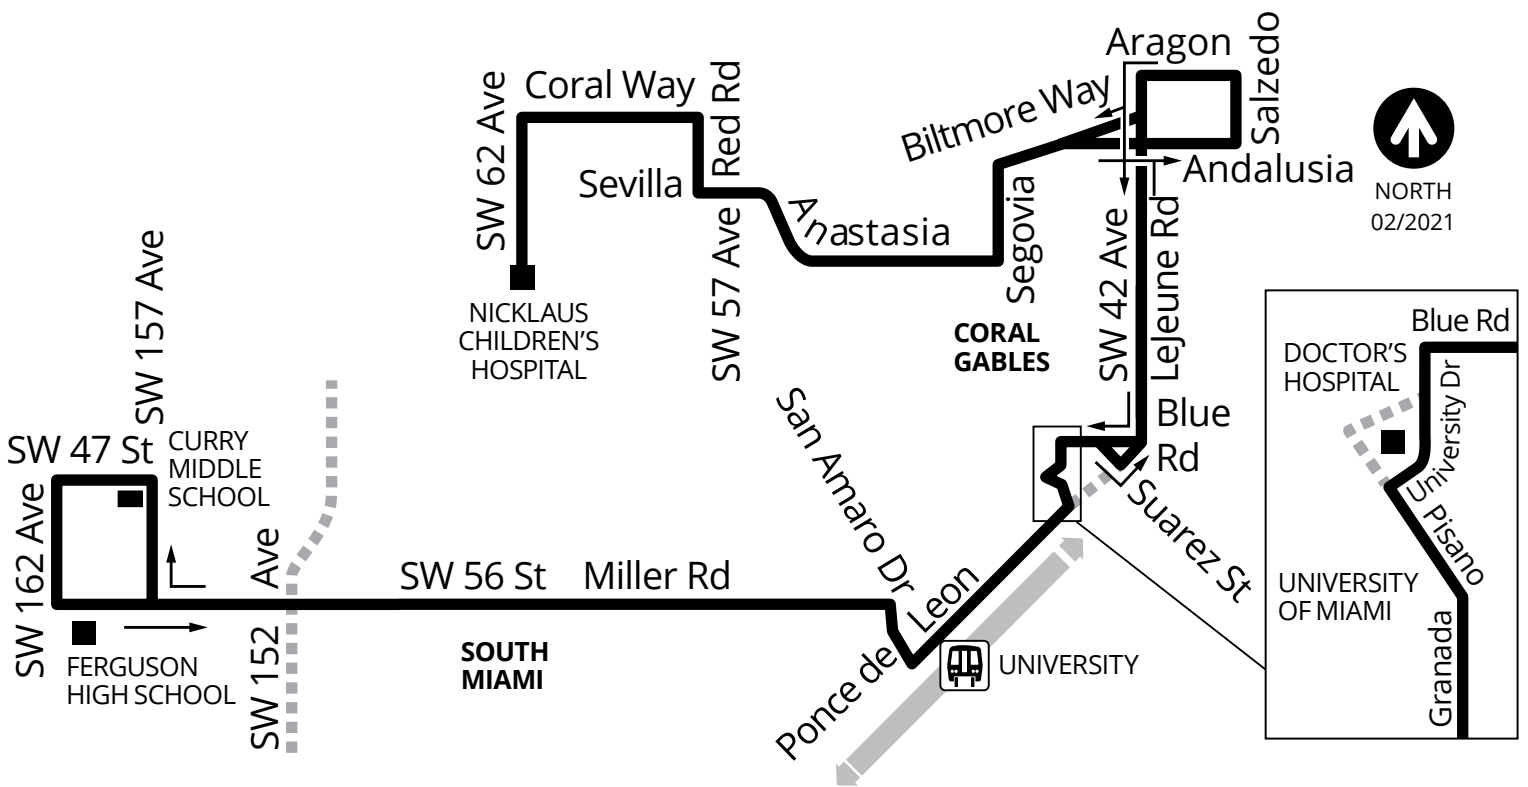 Aragon
Salzedo
Coral Way
Red Rd
SW 62 Ave
Biltmore Way
Andalusia
NORTH
02/2021
Sevilla
Anastasia
Segovia
SW 57 Ave
SW 42 Ave
LeJeune Rd
NICKLAUS
CHILDREN'S
HOSPITAL
CORAL
GABLES
SW 157 Ave
Blue
Rd
Suarez St
San Amaro Dr
SW 47 St
CURRY
MIDDLE
SCHOOL
SW 162 Ave
SW 152 Ave
SW 56 St
Miller Rd
Ponce de Leon
FERGUSON
HIGH SCHOOL
SOUTH
MIAMI
UNIVERSITY
Blue Rd
DOCTOR'S
HOSPITAL
University Dr
Pisano
UNIVERSITY
OF MIAMI
Granada